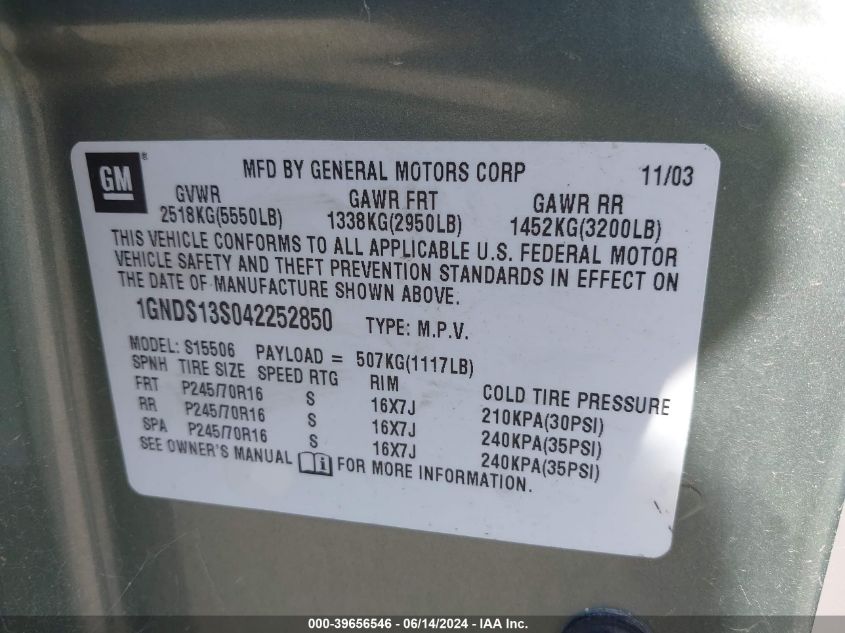 GM ®
MFD BY GENERAL MOTORS CORP 11/03
GVWR GAWR FRT GAWR RR
2518KG(5550LB) 1338KG(2950LB) 1452KG(3200LB)
THIS VEHICLE CONFORMS TO ALL APPLICABLE U.S. FEDERAL MOTOR
VEHICLE SAFETY AND THEFT PREVENTION STANDARDS IN EFFECT ON
THE DATE OF MANUFACTURE SHOWN ABOVE.
1GNDS13S042252850 TYPE: M.P.V.
MODEL: S15506 PAYLOAD = 507KG(1117LB)
SPNH TIRE SIZE SPEED RTG RIM COLD TIRE PRESSURE
FRT P245/70R16 S 16X7J 210KPA(30PSI)
RR P245/70R16 S 16X7J 240KPA(35PSI)
SPA P245/70R16 S 16X7J 240KPA(35PSI)
SEE OWNER'S MANUAL i FOR MORE INFORMATION.
000-39656546 - 06/14/2024 - IAA Inc.